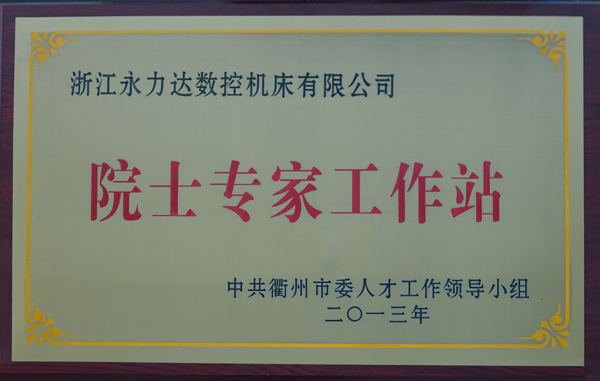 浙江永力达数控机床有限公司
院士专家工作站
中共衢州市委人才工作领导小组
二〇一三年